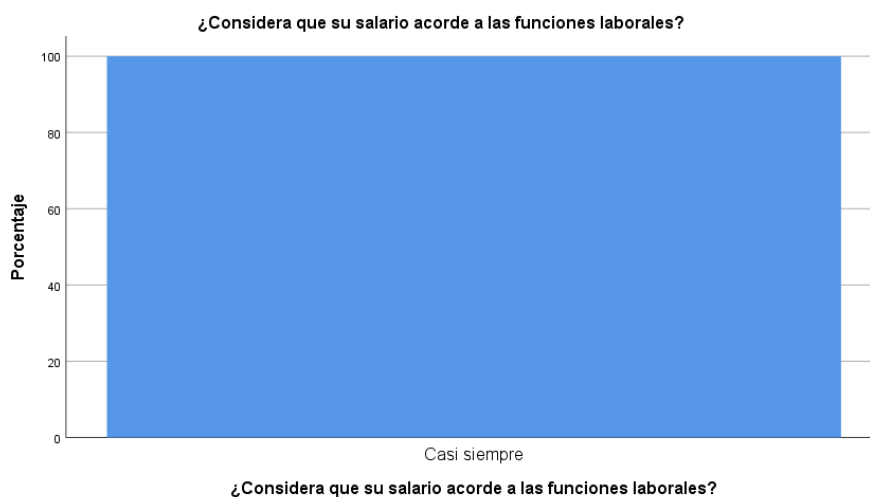 ¿Considera que su salario acorde a las funciones laborales?
100
80
60
40
20
0
Porcentaje
Casi siempre
¿Considera que su salario acorde a las funciones laborales?